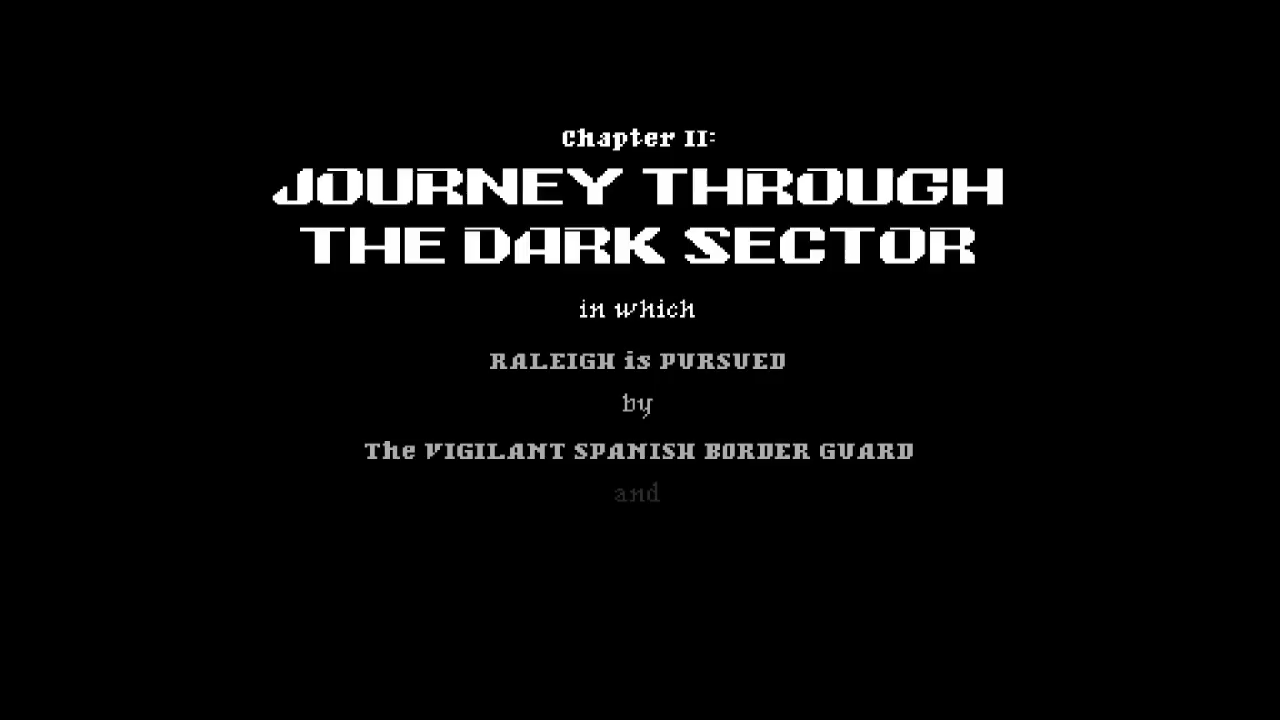 Chapter II:
JOURNEY THROUGH
THE DARK SECTOR
in which
RALEIGH is PURSUED
by
The VIGILANT SPANISH BORDER GUARD
and